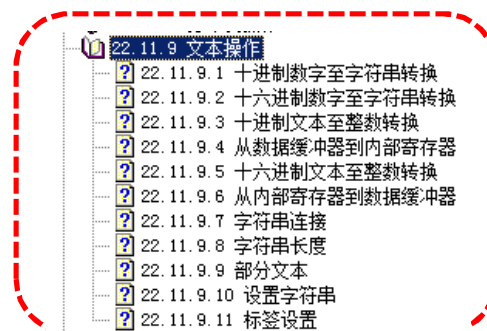 22.11.9 文本操作
22.11.9.1 十进制数字至字符串转换
22.11.9.2 十六进制数字至字符串转换
22.11.9.3 十进制文本至整数转换
22.11.9.4 从数据缓冲器到内部寄存器
22.11.9.5 十六进制文本至整数转换
22.11.9.6 从内部寄存器到数据缓冲器
22.11.9.7 字符串连接
22.11.9.8 字符串长度
22.11.9.9 部分文本
22.11.9.10 设置字符串
22.11.9.11 标签设置